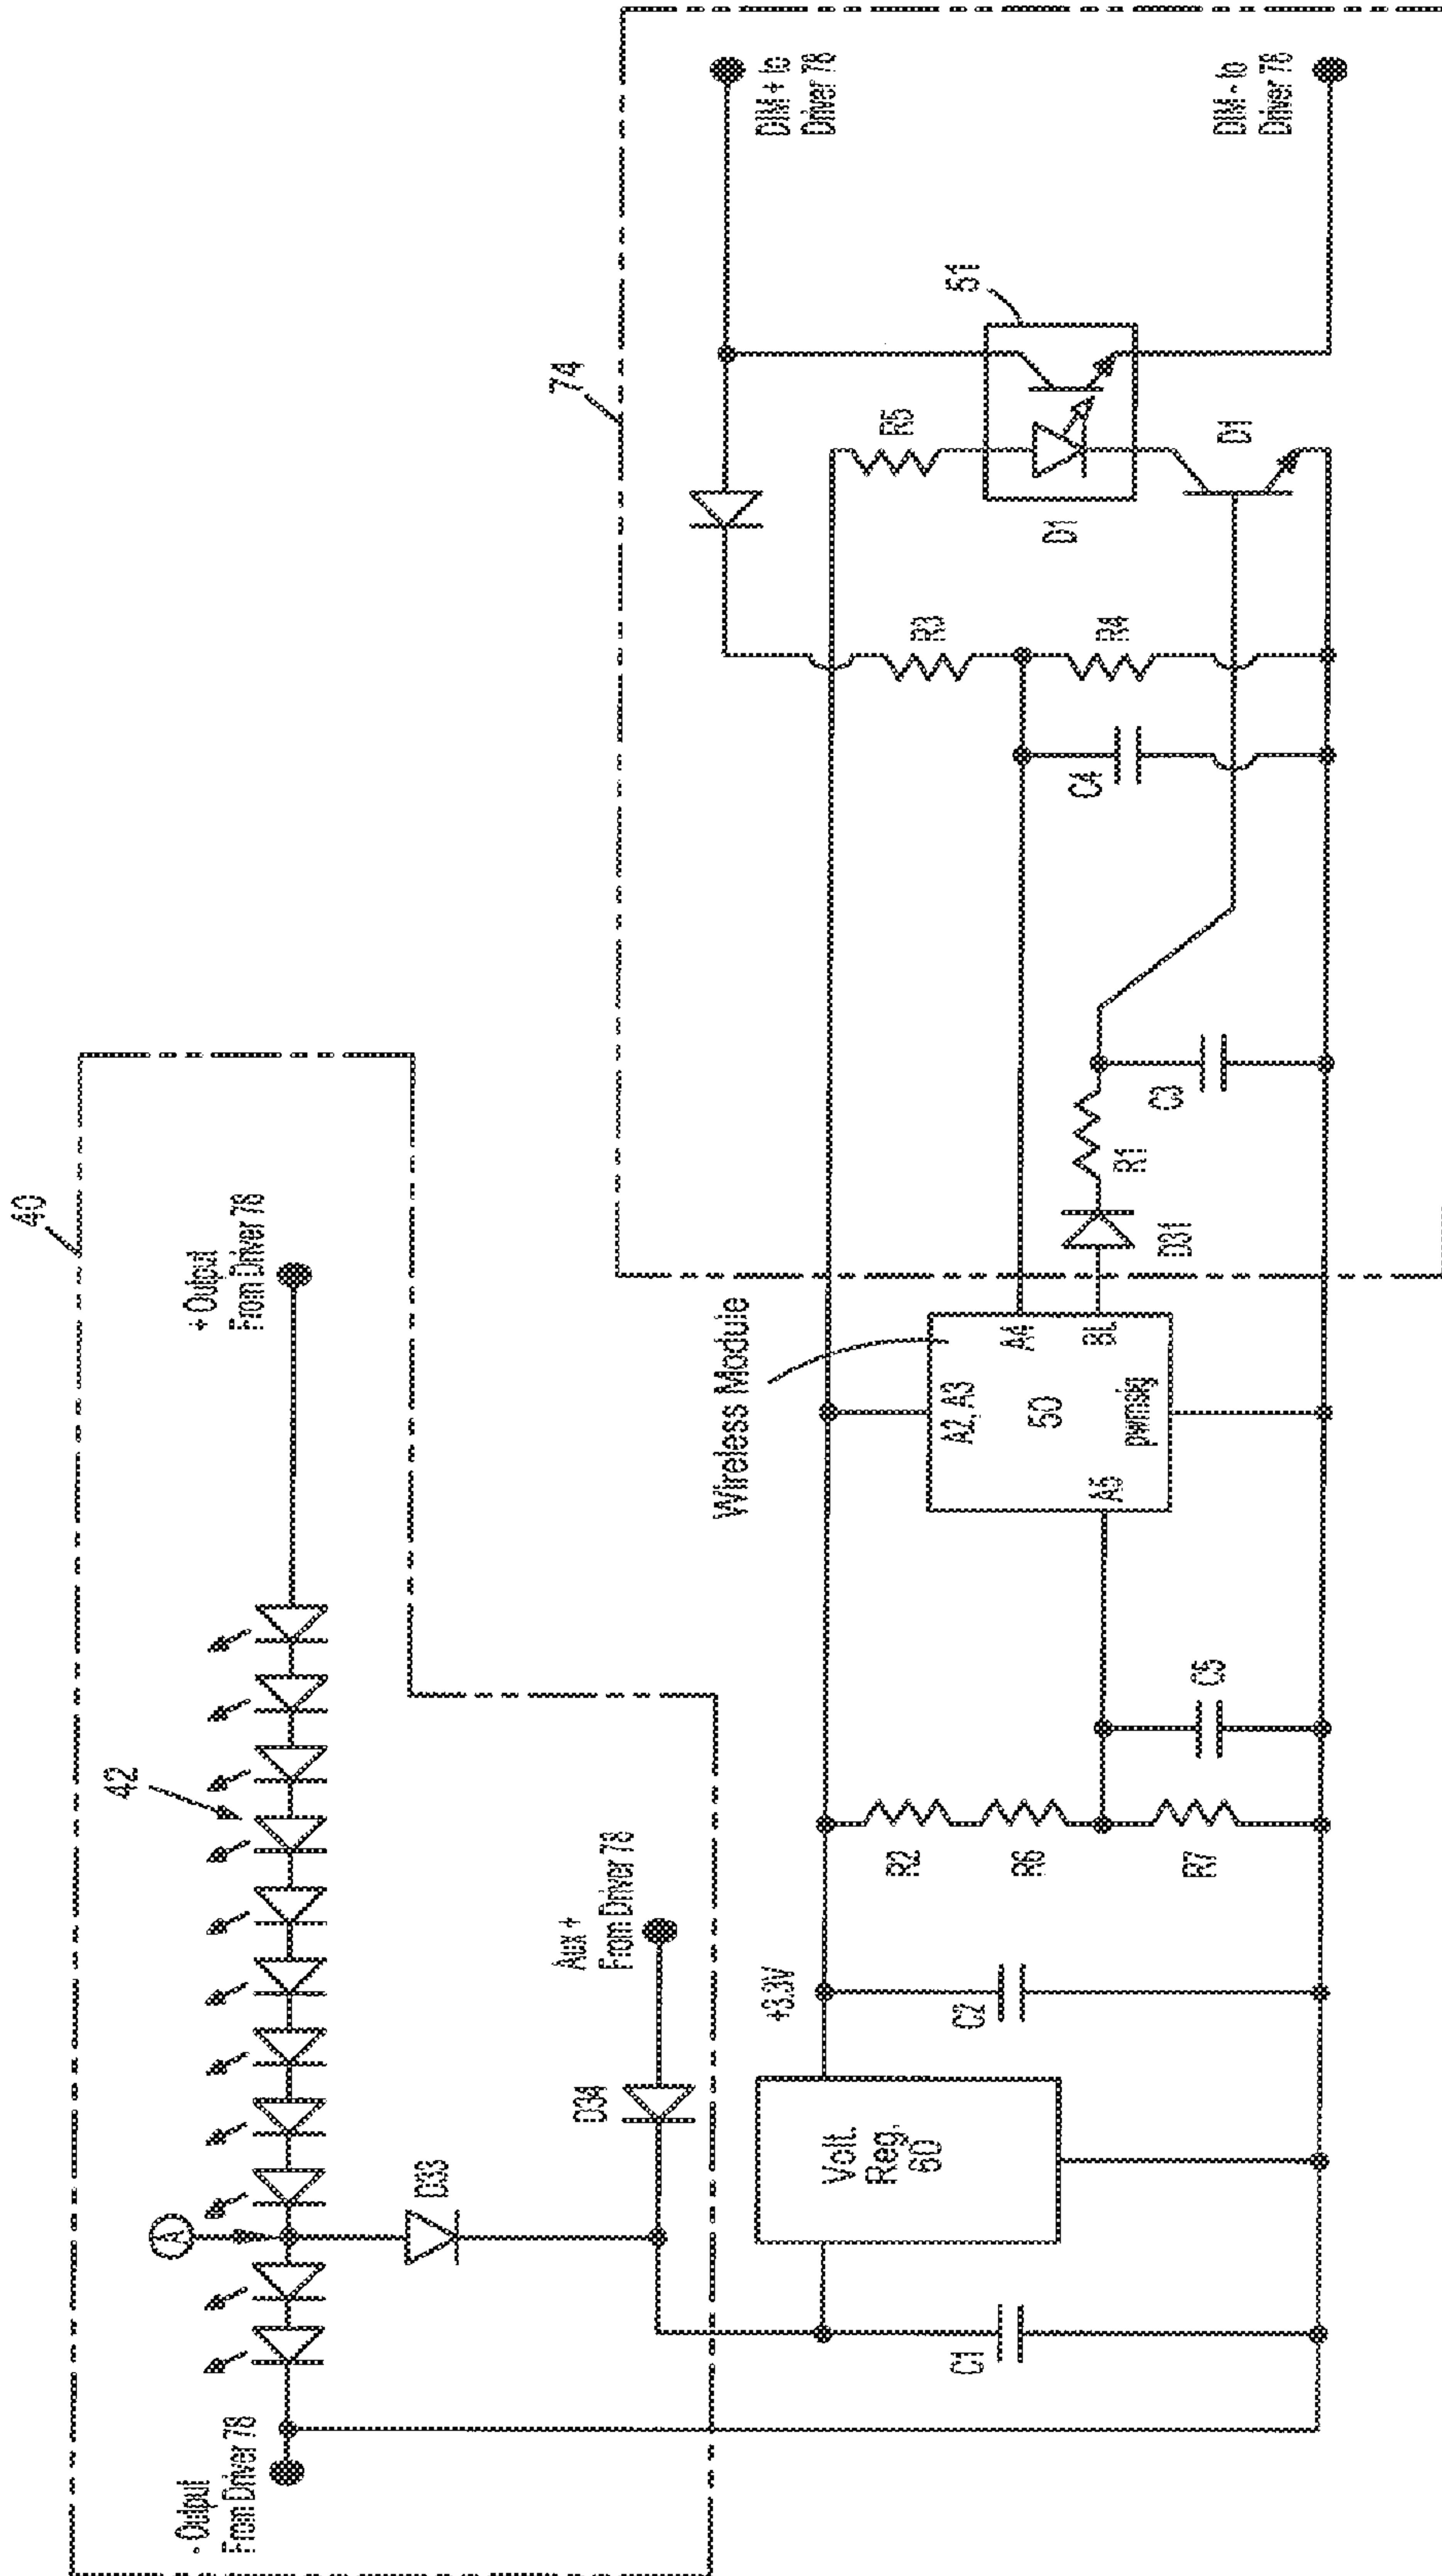 40
42
+ Output
From Driver 78
- Output
From Driver 78
A
D33
D34
Aux +
From Driver 78
74
DIM + to
Driver 78
DIM - to
Driver 78
51
R5
D1
D1
R3
R4
C4
C3
R1
D31
Wireless Module
A2, A3
50
A4
BL
pwmsig
A5
C5
R2
R6
R7
+3.3V
C2
Volt.
Reg.
60
C1